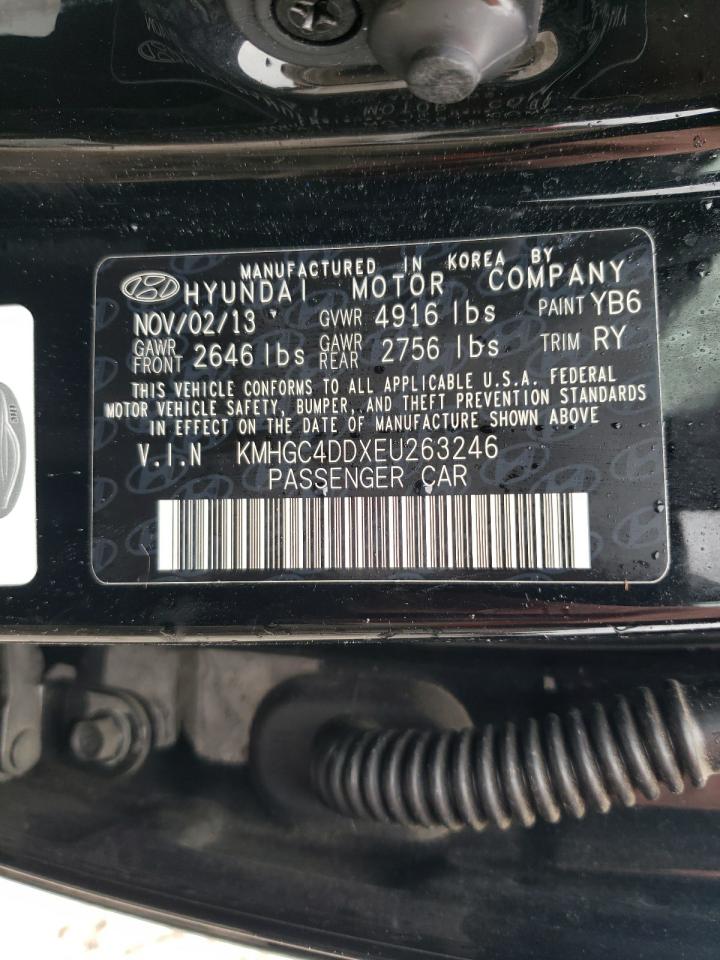 MANUFACTURED IN KOREA BY
HYUNDAI MOTOR COMPANY
NOV/02/13 GVWR 4916 lbs PAINT YB6
GAWR FRONT 2646 lbs GAWR REAR 2756 lbs TRIM RY
THIS VEHICLE CONFORMS TO ALL APPLICABLE U.S.A. FEDERAL
MOTOR VEHICLE SAFETY, BUMPER, AND THEFT PREVENTION STANDARDS
IN EFFECT ON THE DATE OF MANUFACTURE SHOWN ABOVE
V.I.N KMHGC4DDXEU263246
PASSENGER CAR